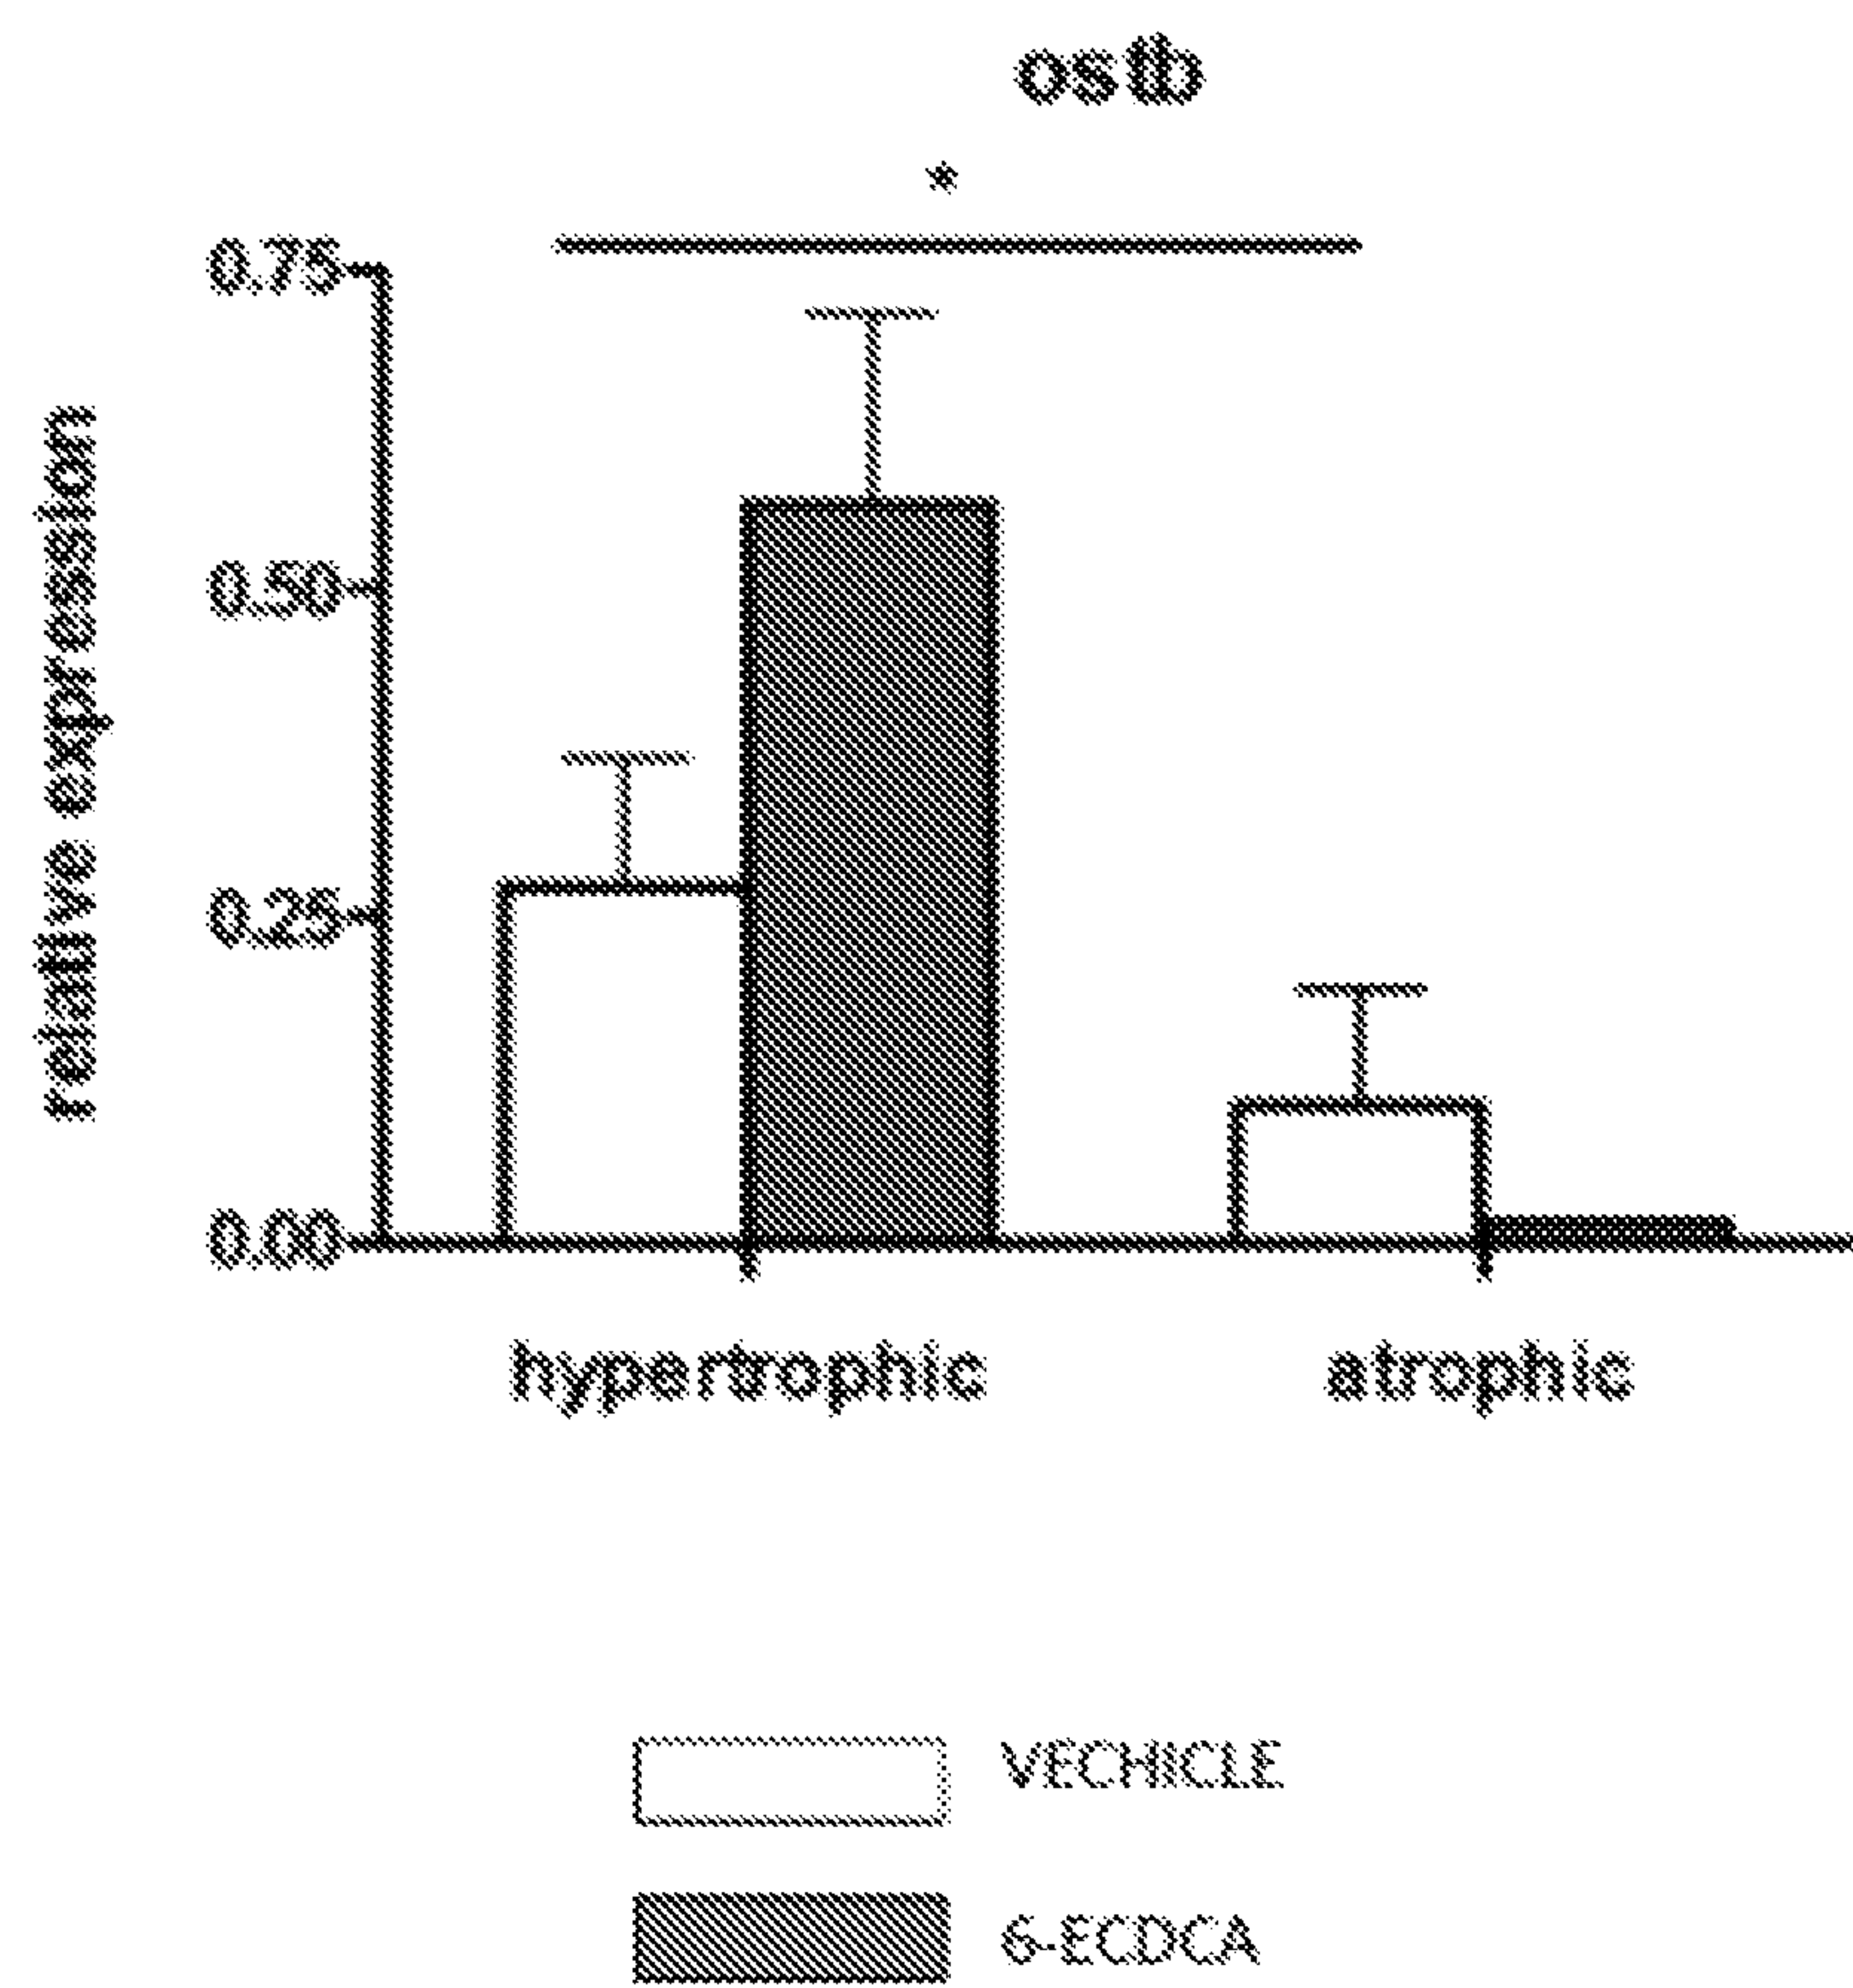 ostb
*
relative expression
0.75
0.50
0.25
0.00
hypertrophic
atrophic
VECHICLE
6-ECDCA